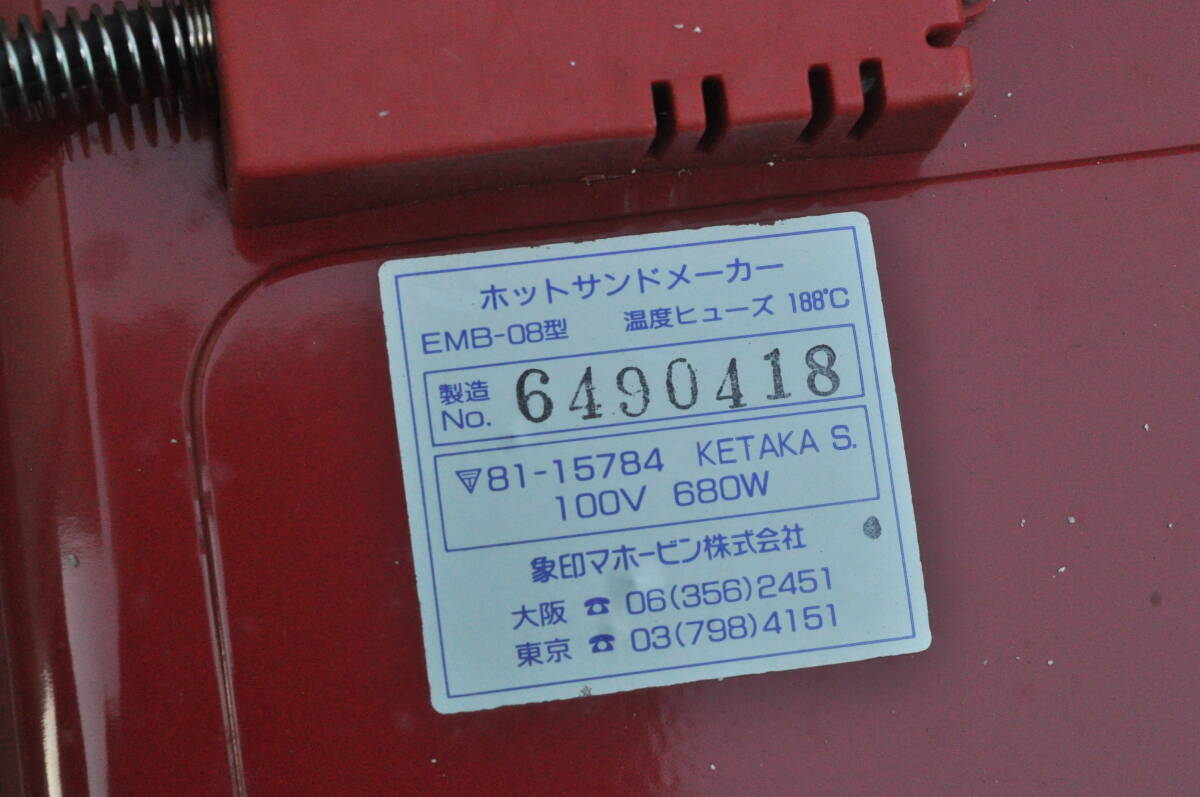 ホットサンドメーカー
EMB-08型 温度ヒューズ 188℃
製造No. 6490418
81-15784 KETAKA S.
100V 680W
象印マホービン株式会社
大阪 ☎ 06(356)2451
東京 ☎ 03(798)4151